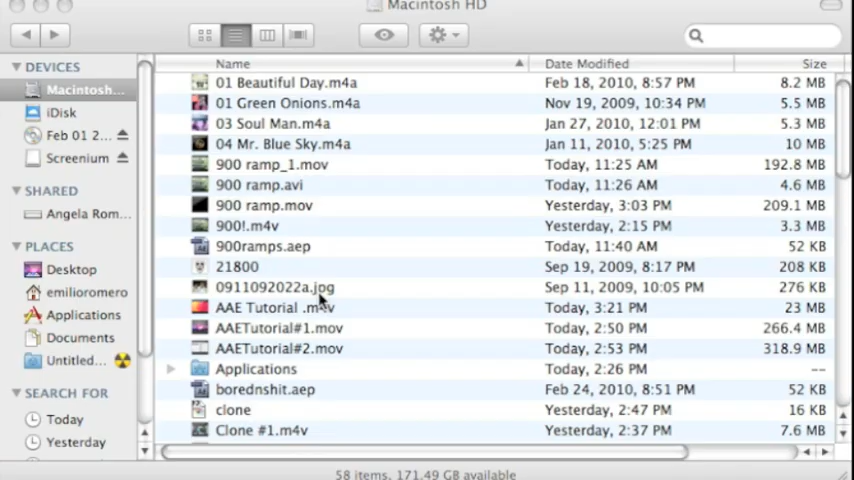 Macintosh HD
Name Date Modified Size
DEVICES
Macintosh...
iDisk
Feb 01 2...
Screenium
SHARED
Angela Rom...
PLACES
Desktop
emilioromero
Applications
Documents
Untitled...
SEARCH FOR
Today
Yesterday
01 Beautiful Day.m4a Feb 18, 2010, 8:57 PM 8.2 MB
01 Green Onions.m4a Nov 19, 2009, 10:34 PM 5.5 MB
03 Soul Man.m4a Jan 27, 2010, 12:01 PM 5.3 MB
04 Mr. Blue Sky.m4a Jan 11, 2010, 5:25 PM 10 MB
900 ramp_1.mov Today, 11:25 AM 192.8 MB
900 ramp.avi Today, 11:26 AM 4.6 MB
900 ramp.mov Yesterday, 3:03 PM 209.1 MB
900!.m4v Yesterday, 2:15 PM 3.3 MB
900ramps.aep Today, 11:40 AM 52 KB
21800 Sep 19, 2009, 8:17 PM 208 KB
0911092022a.jpg Sep 11, 2009, 10:05 PM 276 KB
AAE Tutorial .m4v Today, 3:21 PM 23 MB
AAETutorial#1.mov Today, 2:50 PM 266.4 MB
AAETutorial#2.mov Today, 2:53 PM 318.9 MB
Applications Today, 2:26 PM --
borednshit.aep Feb 24, 2010, 8:51 PM 52 KB
clone Yesterday, 2:47 PM 16 KB
Clone #1.m4v Yesterday, 2:37 PM 7.6 MB
58 items, 171.49 GB available